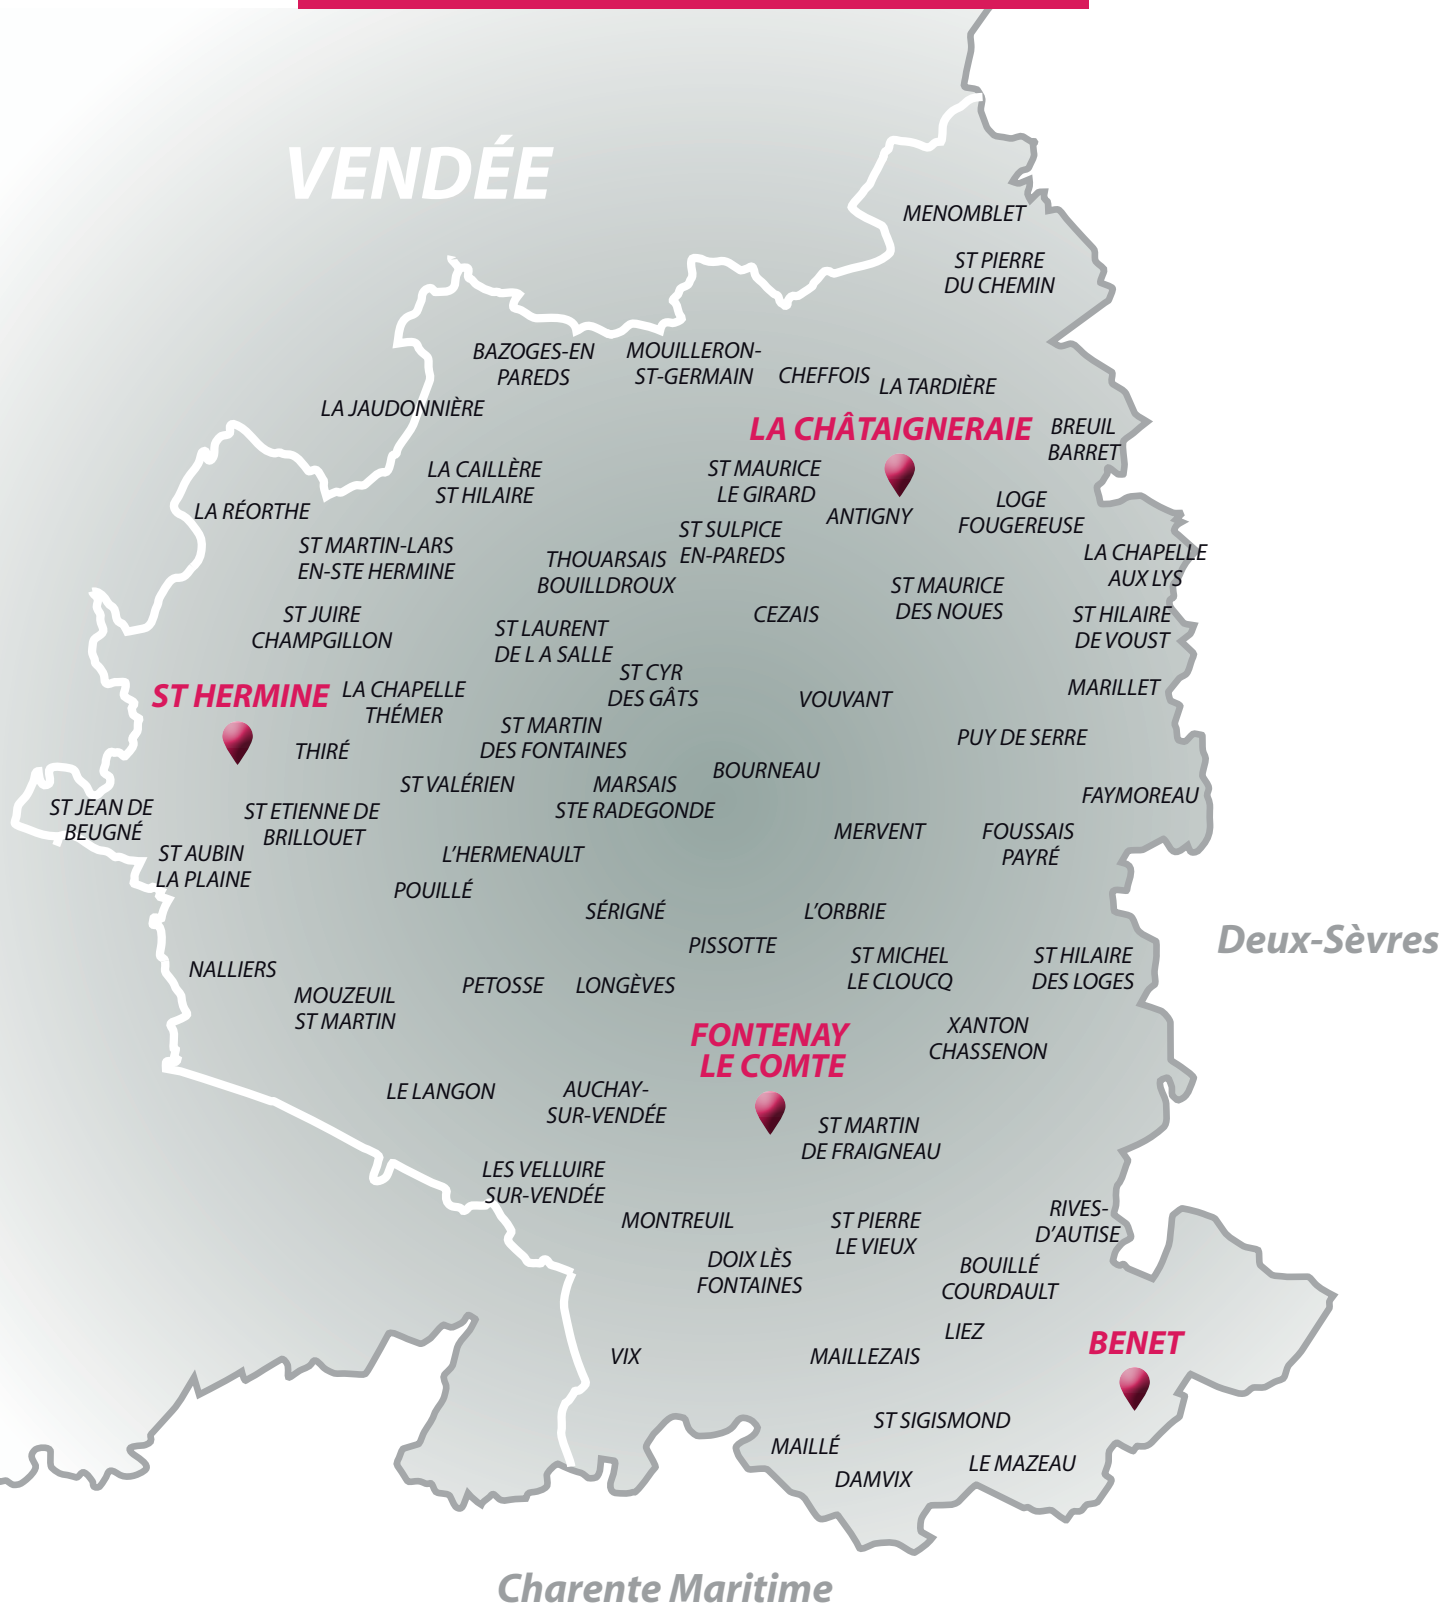 VENDÉE
MENOMBLET
ST PIERRE
DU CHEMIN
BAZOGES-EN
PAREDS
MOUILLERON-
ST-GERMAIN
CHEFFOIS
LA TARDIÈRE
LA JAUDONNIÈRE
LA CHÂTAIGNERAIE
BREUIL
BARRET
LA CAILLÈRE
ST HILAIRE
ST MAURICE
LE GIRARD
LA RÉORTHE
ANTIGNY
LOGE
FOUGEREUSE
ST SULPICE
EN-PAREDS
ST MARTIN-LARS
EN-STE HERMINE
THOUARSAIS
BOUILLDROUX
LA CHAPELLE
AUX LYS
ST MAURICE
DES NOUES
ST JUIRE
CHAMPGILLON
CEZAIS
ST HILAIRE
DE VOUST
ST LAURENT
DE L A SALLE
ST CYR
DES GÂTS
ST HERMINE
LA CHAPELLE
THÉMER
VOUVANT
MARILLET
ST MARTIN
DES FONTAINES
THIRÉ
PUY DE SERRE
BOURNEAU
ST VALÉRIEN
MARSAIS
STE RADEGONDE
FAYMOREAU
ST JEAN DE
BEUGNÉ
ST ETIENNE DE
BRILLOUET
MERVENT
FOUSSAIS
PAYRÉ
ST AUBIN
LA PLAINE
L'HERMENAULT
POUILLÉ
SÉRIGNÉ
L'ORBRIE
PISSOTTE
Deux-Sèvres
ST MICHEL
LE CLOUCQ
ST HILAIRE
DES LOGES
NALLIERS
MOUZEUIL
ST MARTIN
PETOSSE
LONGÈVES
FONTENAY
LE COMTE
XANTON
CHASSENON
LE LANGON
AUCHAY-
SUR-VENDÉE
ST MARTIN
DE FRAIGNEAU
LES VELLUIRE
SUR-VENDÉE
MONTREUIL
ST PIERRE
LE VIEUX
RIVES-
D'AUTISE
DOIX LÈS
FONTAINES
BOUILLÉ
COURDAULT
LIEZ
BENET
VIX
MAILLEZAIS
ST SIGISMOND
MAILLÉ
LE MAZEAU
DAMVIX
Charente Maritime